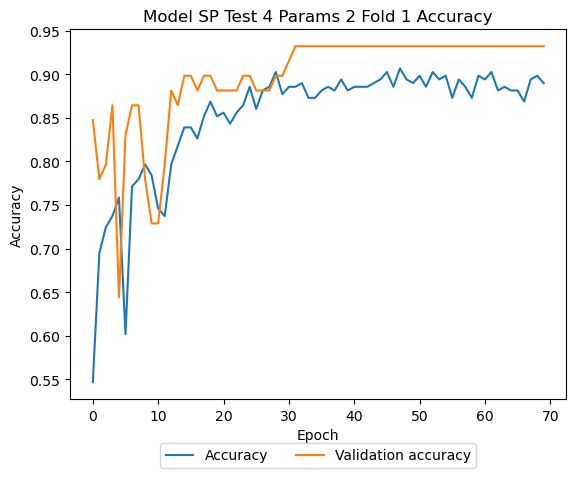 Model SP Test 4 Params 2 Fold 1 Accuracy
Accuracy
0.95
0.90
0.85
0.80
0.75
0.70
0.65
0.60
0.55
0 10 20 30 40 50 60 70
Epoch
Accuracy Validation accuracy